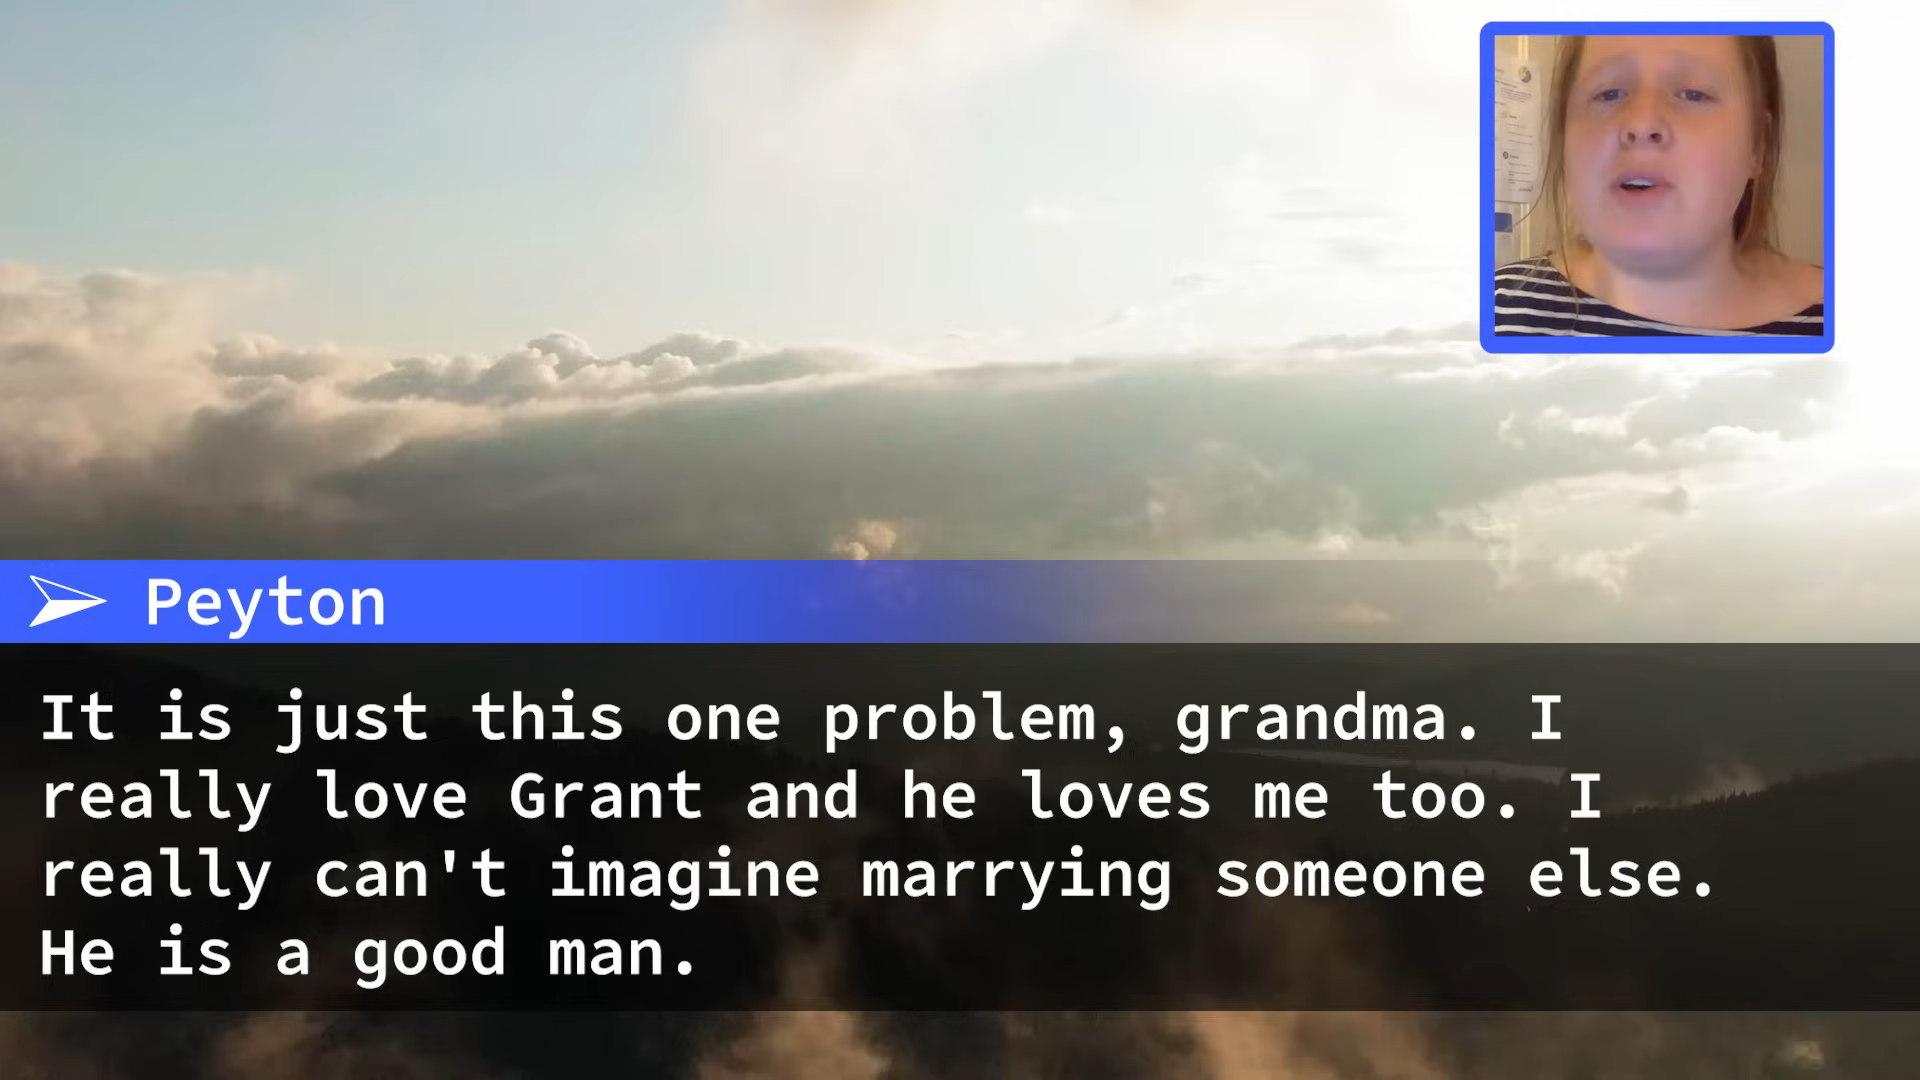 Peyton
It is just this one problem, grandma. I
really love Grant and he loves me too. I
really can't imagine marrying someone else.
He is a good man.